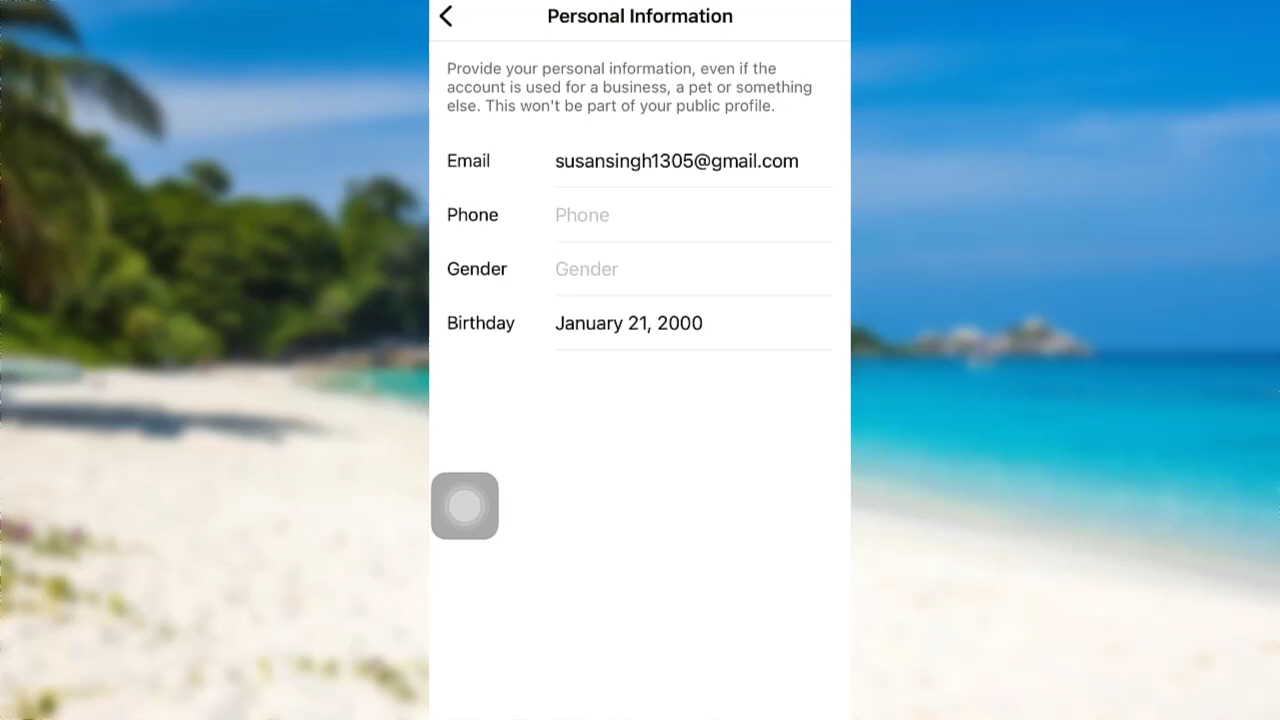 Personal Information
Provide your personal information, even if the
account is used for a business, a pet or something
else. This won't be part of your public profile.
Email susansingh1305@gmail.com
Phone Phone
Gender Gender
Birthday January 21, 2000